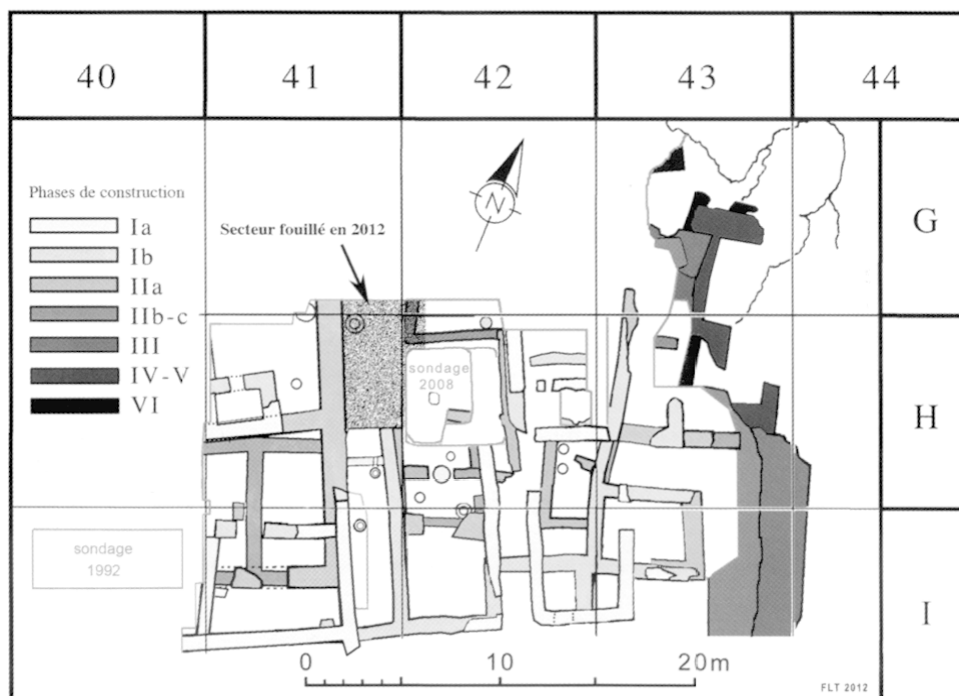 40 41 42 43 44
Phases de construction
Ia
Ib
IIa
IIb-c
III
IV-V
VI
Secteur fouillé en 2012
N
G
sondage
2008
H
sondage
1992
I
0 10 20m
FLT 2012